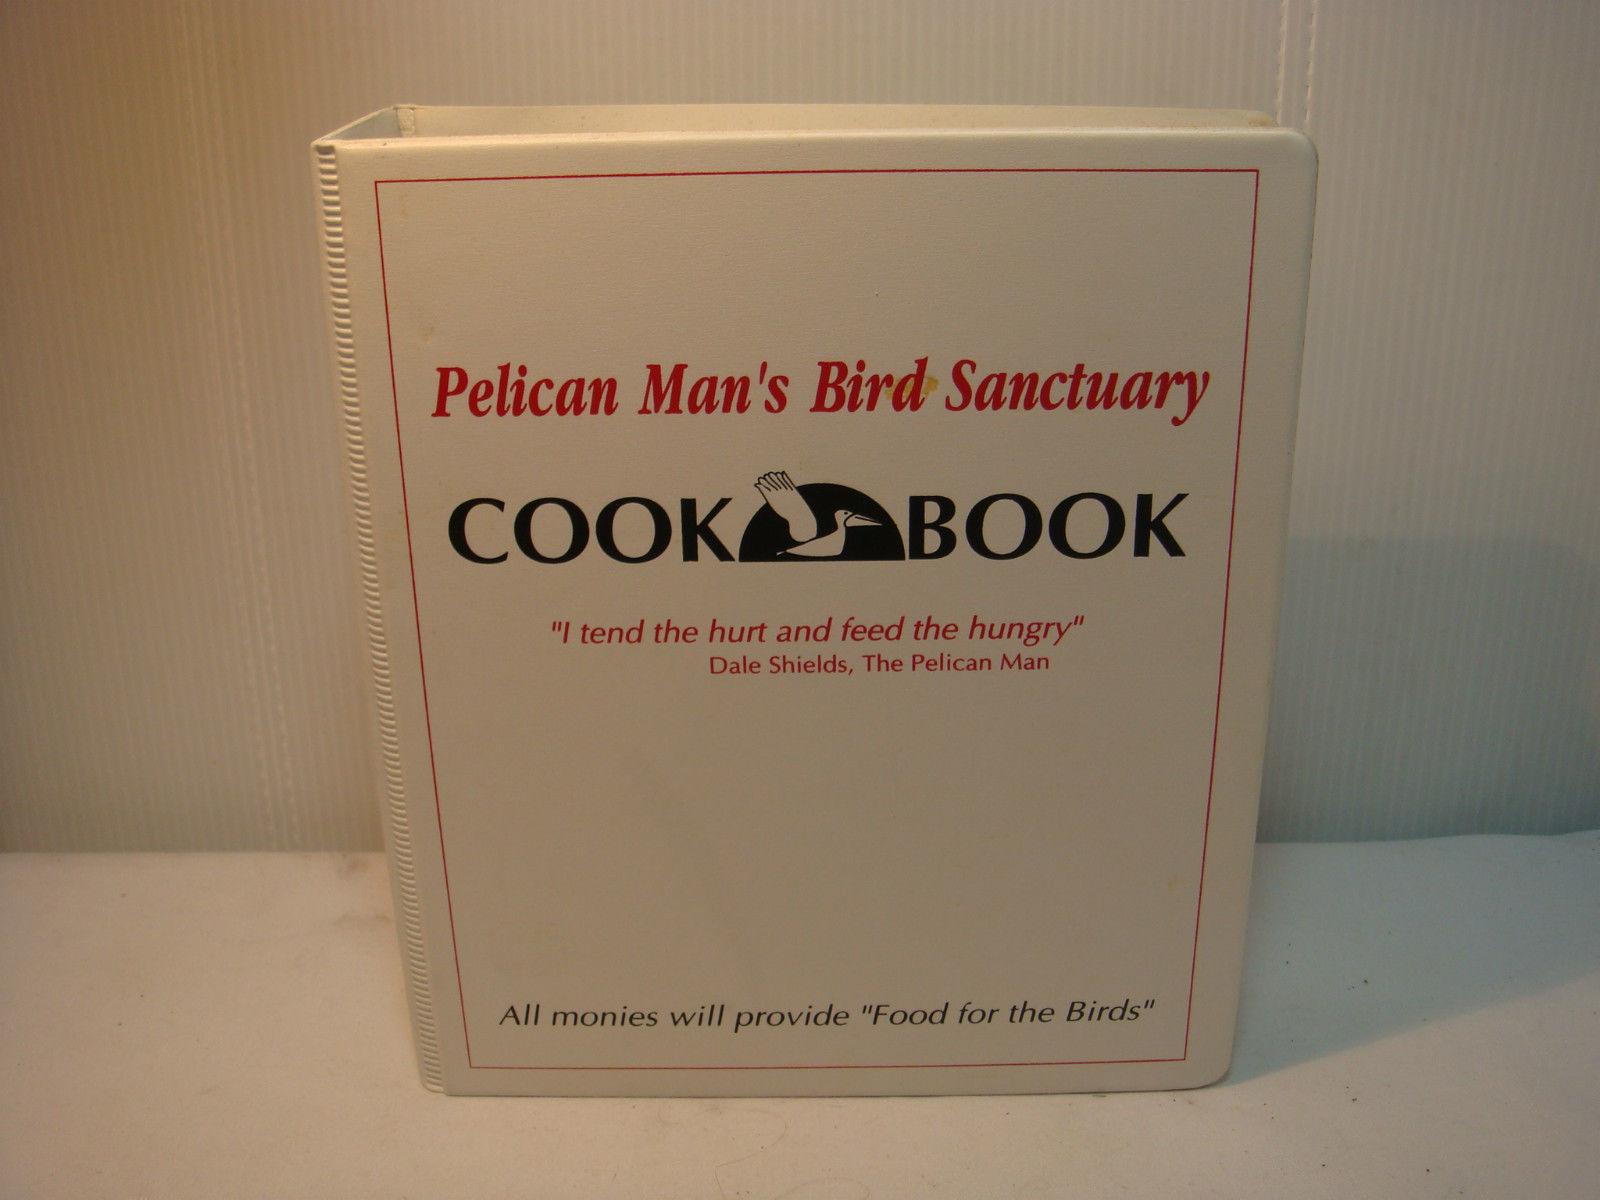 Pelican Man's Bird Sanctuary
COOK BOOK
"I tend the hurt and feed the hungry"
Dale Shields, The Pelican Man
All monies will provide "Food for the Birds"